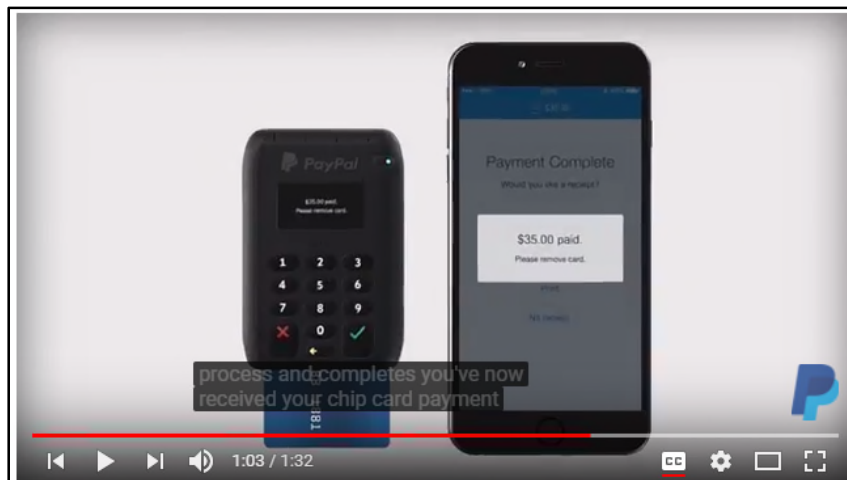 PayPal
$35.00 paid.
Please remove card.
1 2 3
4 5 6
7 8 9
0
Payment Complete
Would you like a receipt?
$35.00 paid.
Please remove card.
Print
No receipt
process and completes you've now
received your chip card payment
1:03 / 1:32
CC